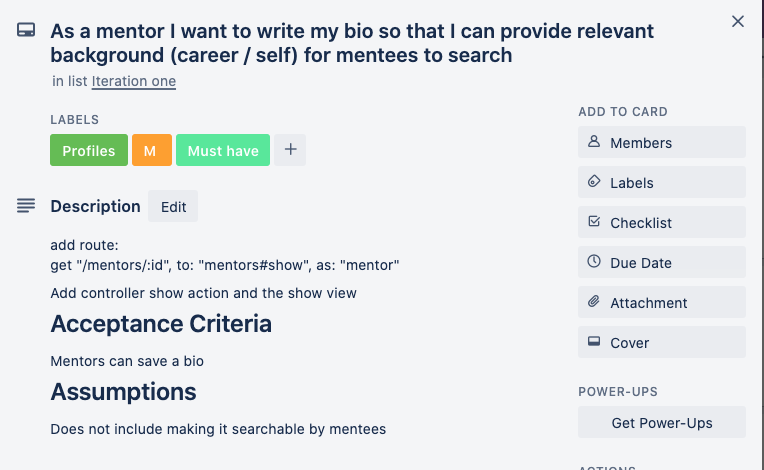 As a mentor I want to write my bio so that I can provide relevant
background (career / self) for mentees to search
in list Iteration one
LABELS
Profiles
M
Must have
Description
Edit
add route:
get "/mentors/:id", to: "mentors#show", as: "mentor"
Add controller show action and the show view
Acceptance Criteria
Mentors can save a bio
Assumptions
Does not include making it searchable by mentees
ADD TO CARD
Members
Labels
Checklist
Due Date
Attachment
Cover
POWER-UPS
Get Power-Ups
ACTIONS